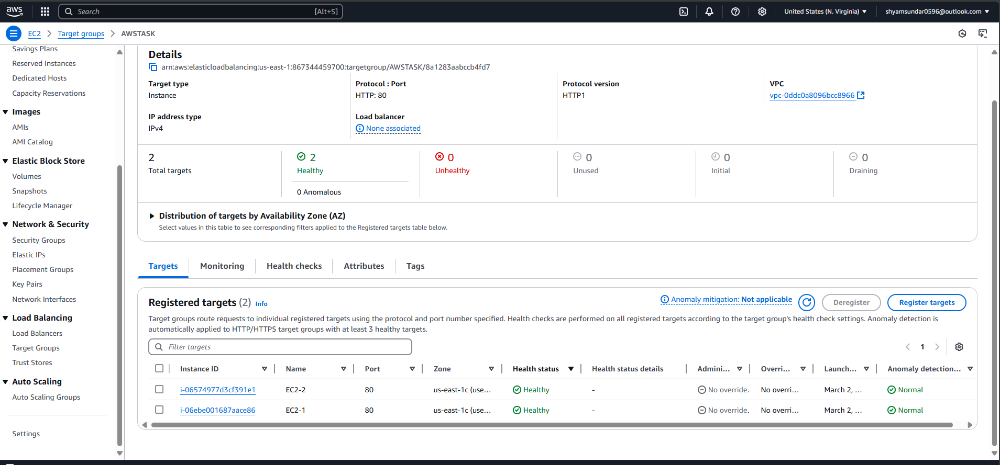 aws
Search [Alt+S]
United States (N. Virginia)
shyamsundar0596@outlook.com
EC2
Target groups
AWSTASK
Savings Plans
Reserved Instances
Dedicated Hosts
Capacity Reservations
Images
AMIs
AMI Catalog
Elastic Block Store
Volumes
Snapshots
Lifecycle Manager
Network & Security
Security Groups
Elastic IPs
Placement Groups
Key Pairs
Network Interfaces
Load Balancing
Load Balancers
Target Groups
Trust Stores
Auto Scaling
Auto Scaling Groups
Settings
Details
arn:aws:elasticloadbalancing:us-east-1:867344459700:targetgroup/AWSTASK/8a1283aabccb4fd7
Target type
Instance
Protocol : Port
HTTP: 80
Protocol version
HTTP1
VPC
vpc-0ddc0a8096bcc8966
IP address type
IPv4
Load balancer
None associated
2
Total targets
2
Healthy
0 Anomalous
0
Unhealthy
0
Unused
0
Initial
0
Draining
Distribution of targets by Availability Zone (AZ)
Select values in this table to see corresponding filters applied to the Registered targets table below.
Targets Monitoring Health checks Attributes Tags
Registered targets (2) Info
Anomaly mitigation: Not applicable
Deregister
Register targets
Target groups route requests to individual registered targets using the protocol and port number specified. Health checks are performed on all registered targets according to the target group's health check settings. Anomaly detection is
automatically applied to HTTP/HTTPS target groups with at least 3 healthy targets.
Filter targets
1
Instance ID Name Port Zone Health status Health status details Admini... Overri... Launch... Anomaly detection...
i-06574977d3cf391e1 EC2-2 80 us-east-1c (use... Healthy - No override. No overri... March 2, ... Normal
i-06ebe001687aace86 EC2-1 80 us-east-1c (use... Healthy - No override. No overri... March 2, ... Normal